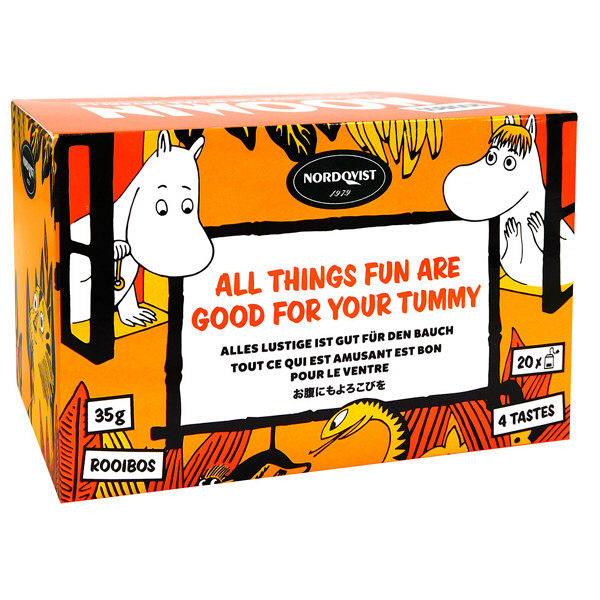 MOOMIN
NORDQVIST
1979
ALL THINGS FUN ARE
GOOD FOR YOUR TUMMY
ALLES LUSTIGE IST GUT FÜR DEN BAUCH
TOUT CE QUI EST AMUSANT EST BON
POUR LE VENTRE
お腹にもよろこびを
20 x
35g
4 TASTES
ROOIBOS